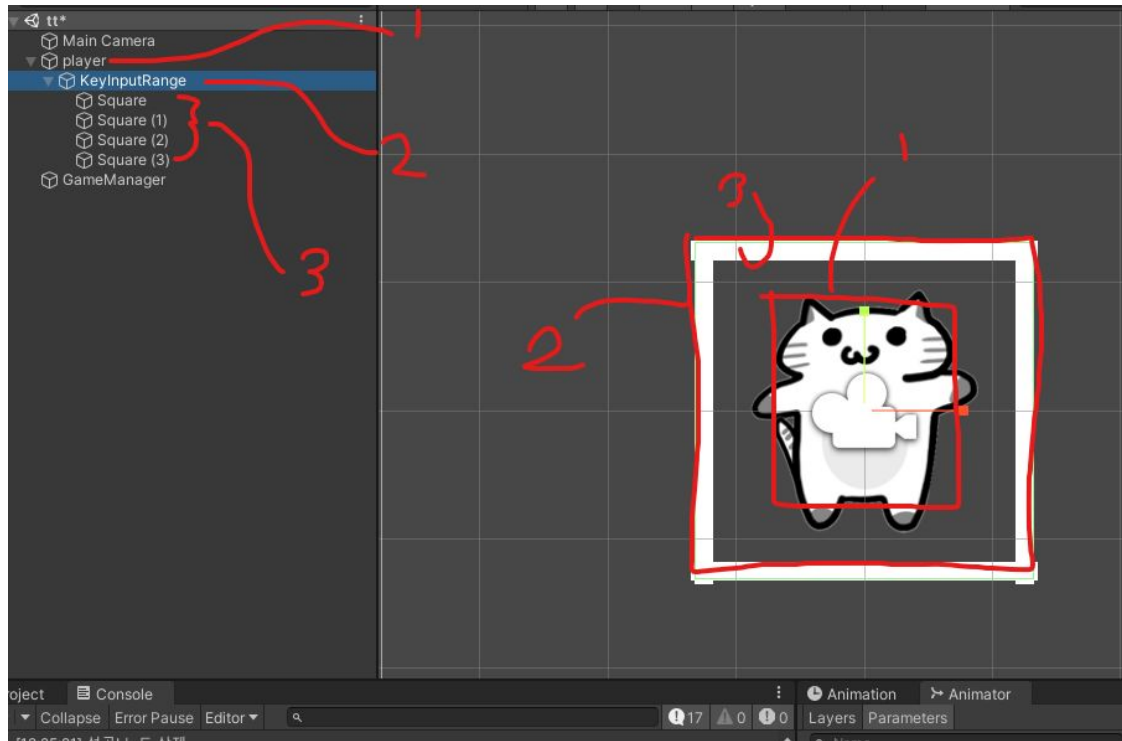 tt*
Main Camera
player
1
KeyInputRange
Square
Square (1)
Square (2)
2
Square (3)
GameManager
3
1
3
2
oject
Console
Animation
Animator
Collapse
Error Pause
Editor
17
0
0
Layers
Parameters